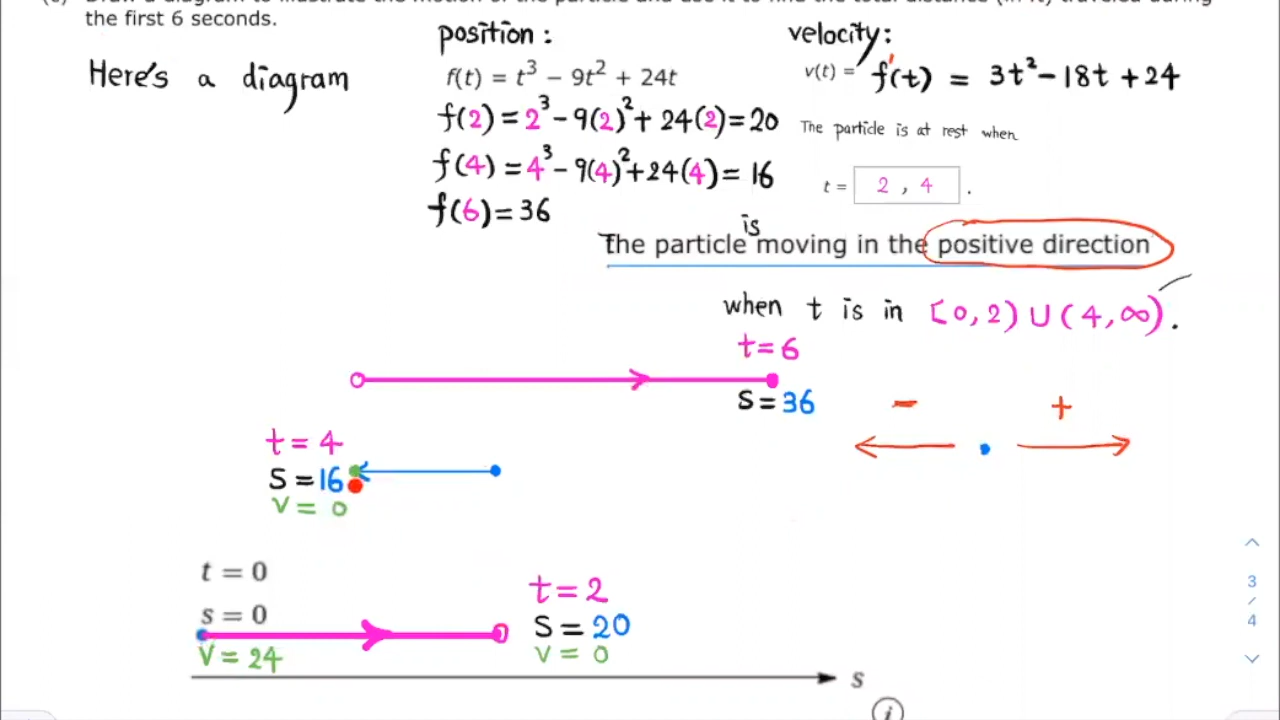 the first 6 seconds.
Here's a diagram
position :
f(t) = t³ − 9t² + 24t
f(2) = 2³ − 9(2)² + 24(2) = 20
f(4) = 4³ − 9(4)² + 24(4) = 16
f(6) = 36
velocity :
v(t) = f'(t) = 3t² − 18t + 24
The particle is at rest when
t = 2 , 4 .
is
The particle moving in the positive direction
when t is in [0, 2) ∪ (4, ∞) .
t = 6
S = 36
− +
t = 4
S = 16
V = 0
t = 0
s = 0
V = 24
t = 2
S = 20
V = 0
s
i
3
/
4